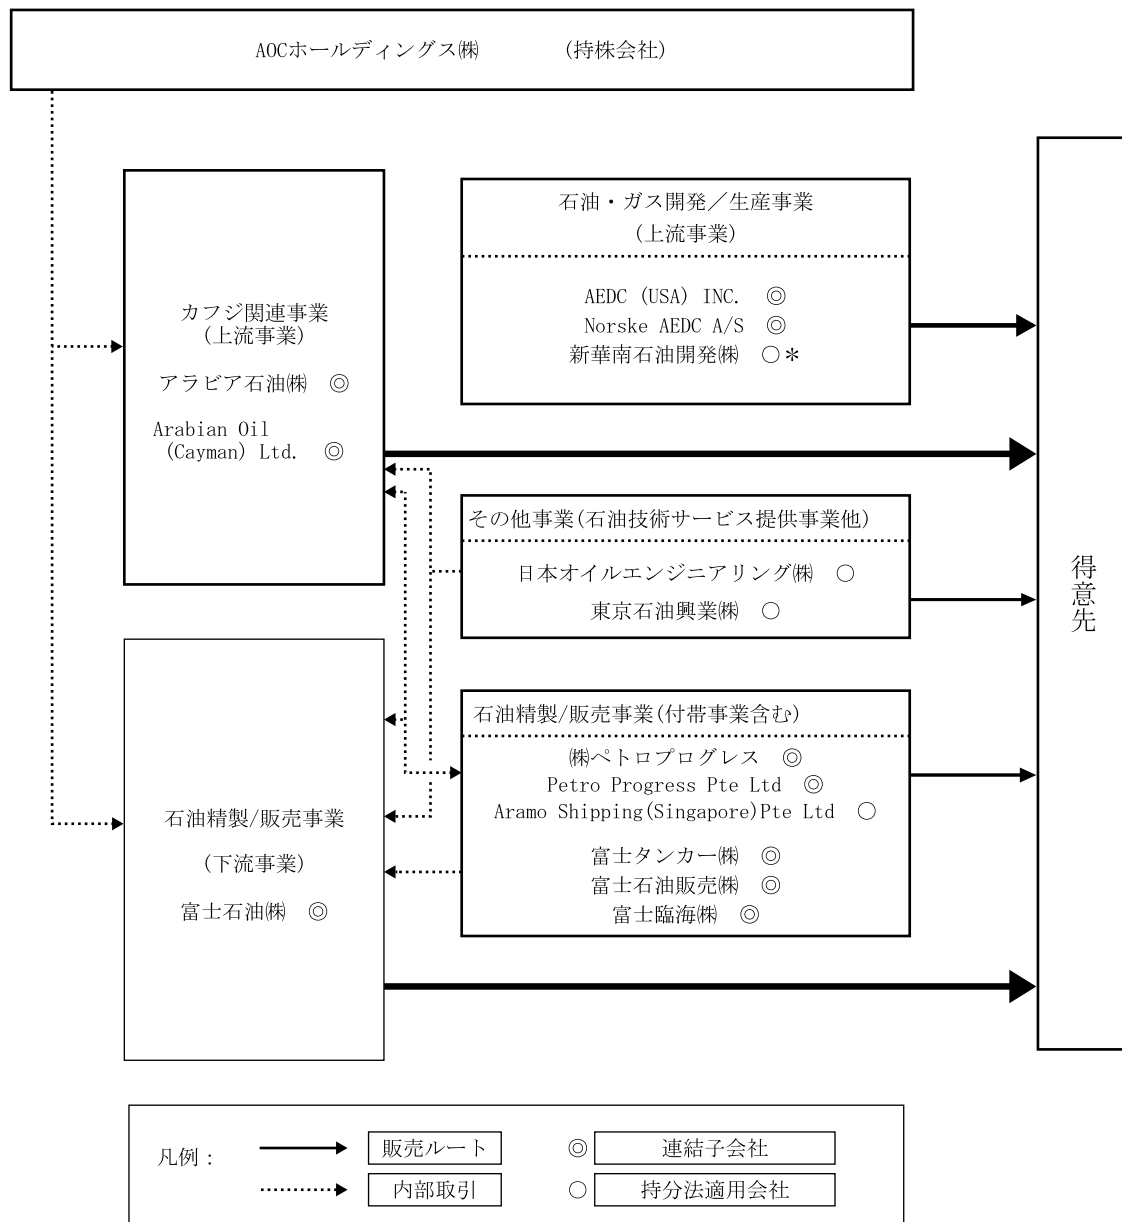 AOCホールディングス㈱　　　　(持株会社)
カフジ関連事業
(上流事業)
アラビア石油㈱　◎
Arabian Oil
(Cayman) Ltd.　◎
石油・ガス開発／生産事業
(上流事業)
AEDC (USA) INC.　◎
Norske AEDC A/S　◎
新華南石油開発㈱　○＊
その他事業(石油技術サービス提供事業他)
日本オイルエンジニアリング㈱　○
東京石油興業㈱　○
石油精製/販売事業
(下流事業)
富士石油㈱　◎
石油精製/販売事業(付帯事業含む)
㈱ペトロプログレス　◎
Petro Progress Pte Ltd　◎
Aramo Shipping(Singapore)Pte Ltd　○
富士タンカー㈱　◎
富士石油販売㈱　◎
富士臨海㈱　◎
得意先
凡例：
販売ルート
◎ 連結子会社
内部取引
○ 持分法適用会社